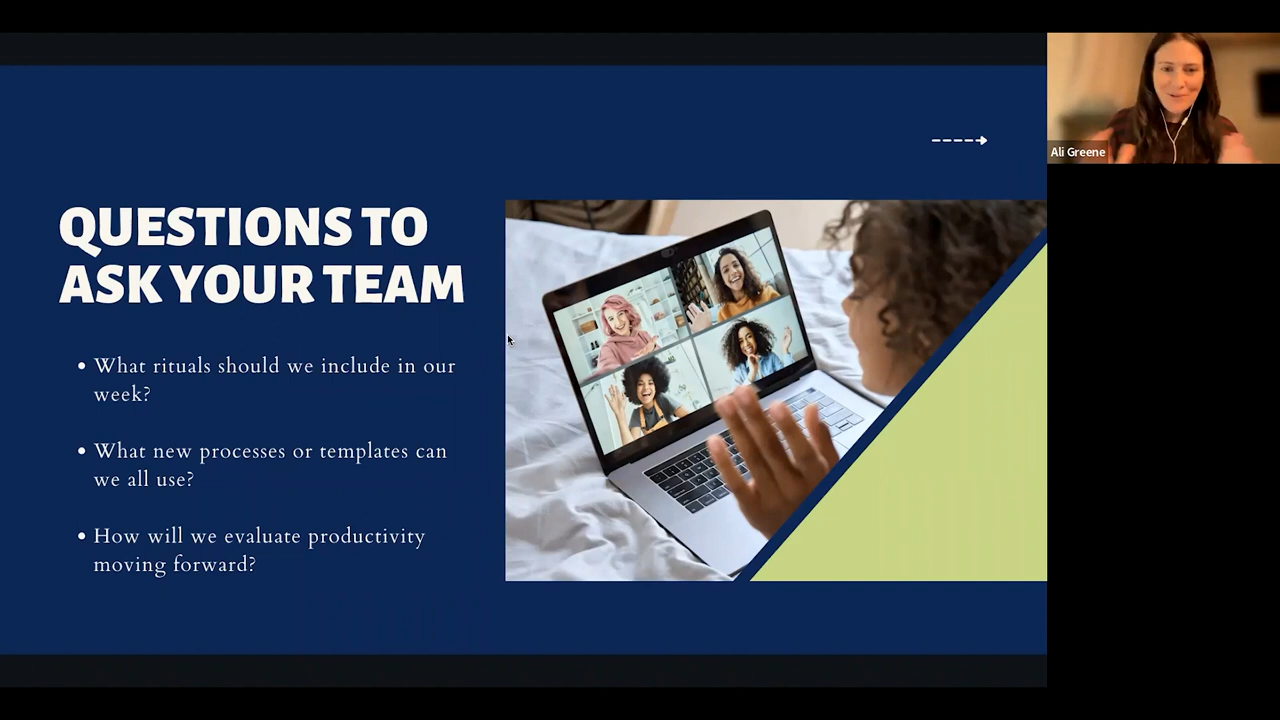 QUESTIONS TO
ASK YOUR TEAM
• What rituals should we include in our
week?
• What new processes or templates can
we all use?
• How will we evaluate productivity
moving forward?
Ali Greene